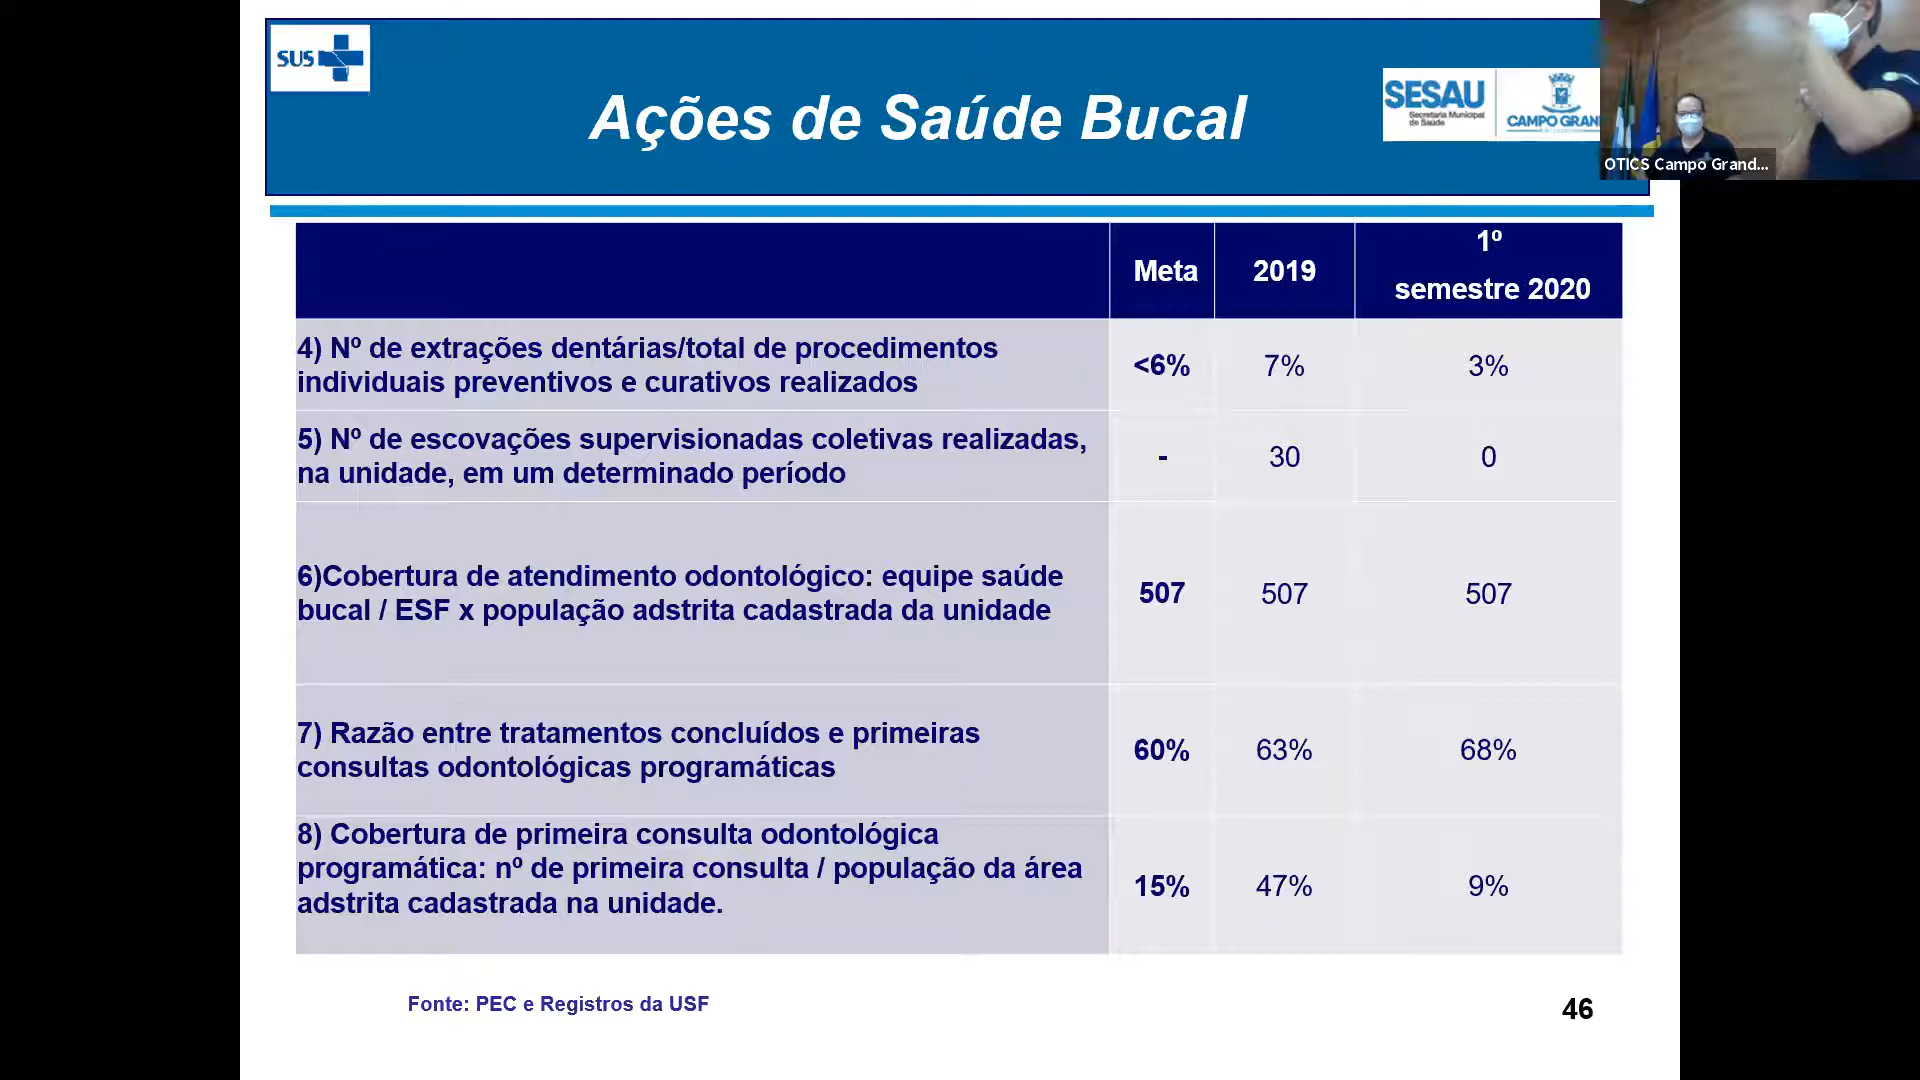 SUS
Ações de Saúde Bucal
SESAU
Secretaria Municipal
de Saúde
CAMPO GRAN
OTICS Campo Grand...
Meta
2019
1º
semestre 2020
4) Nº de extrações dentárias/total de procedimentos
individuais preventivos e curativos realizados
<6%
7%
3%
5) Nº de escovações supervisionadas coletivas realizadas,
na unidade, em um determinado período
-
30
0
6)Cobertura de atendimento odontológico: equipe saúde
bucal / ESF x população adstrita cadastrada da unidade
507
507
507
7) Razão entre tratamentos concluídos e primeiras
consultas odontológicas programáticas
60%
63%
68%
8) Cobertura de primeira consulta odontológica
programática: nº de primeira consulta / população da área
adstrita cadastrada na unidade.
15%
47%
9%
Fonte: PEC e Registros da USF
46